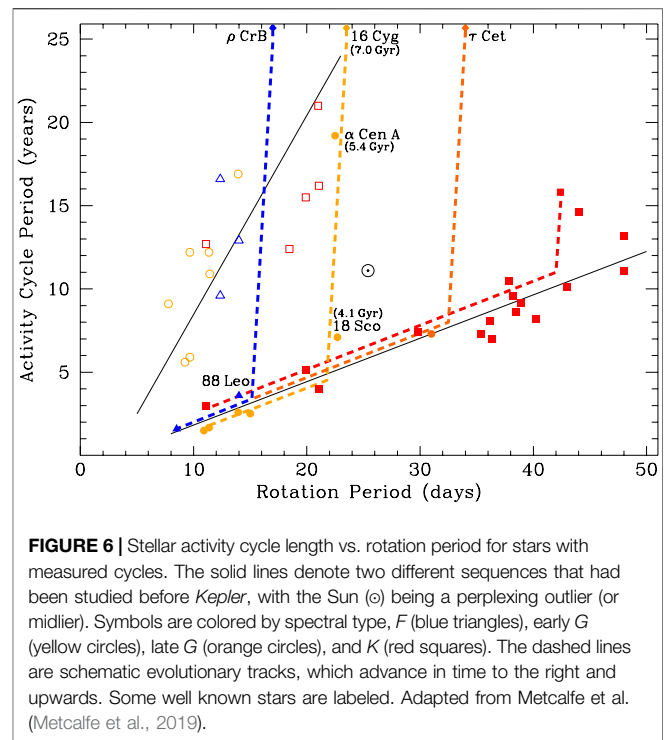 ρ CrB
16 Cyg
(7.0 Gyr)
τ Cet
α Cen A
(5.4 Gyr)
(4.1 Gyr)
18 Sco
88 Leo
25
20
15
10
5
0
10
20
30
40
50
Activity Cycle Period (years)
Rotation Period (days)
FIGURE 6 | Stellar activity cycle length vs. rotation period for stars with
measured cycles. The solid lines denote two different sequences that had
been studied before Kepler, with the Sun (⊙) being a perplexing outlier (or
midlier). Symbols are colored by spectral type, F (blue triangles), early G
(yellow circles), late G (orange circles), and K (red squares). The dashed lines
are schematic evolutionary tracks, which advance in time to the right and
upwards. Some well known stars are labeled. Adapted from Metcalfe et al.
(Metcalfe et al., 2019).